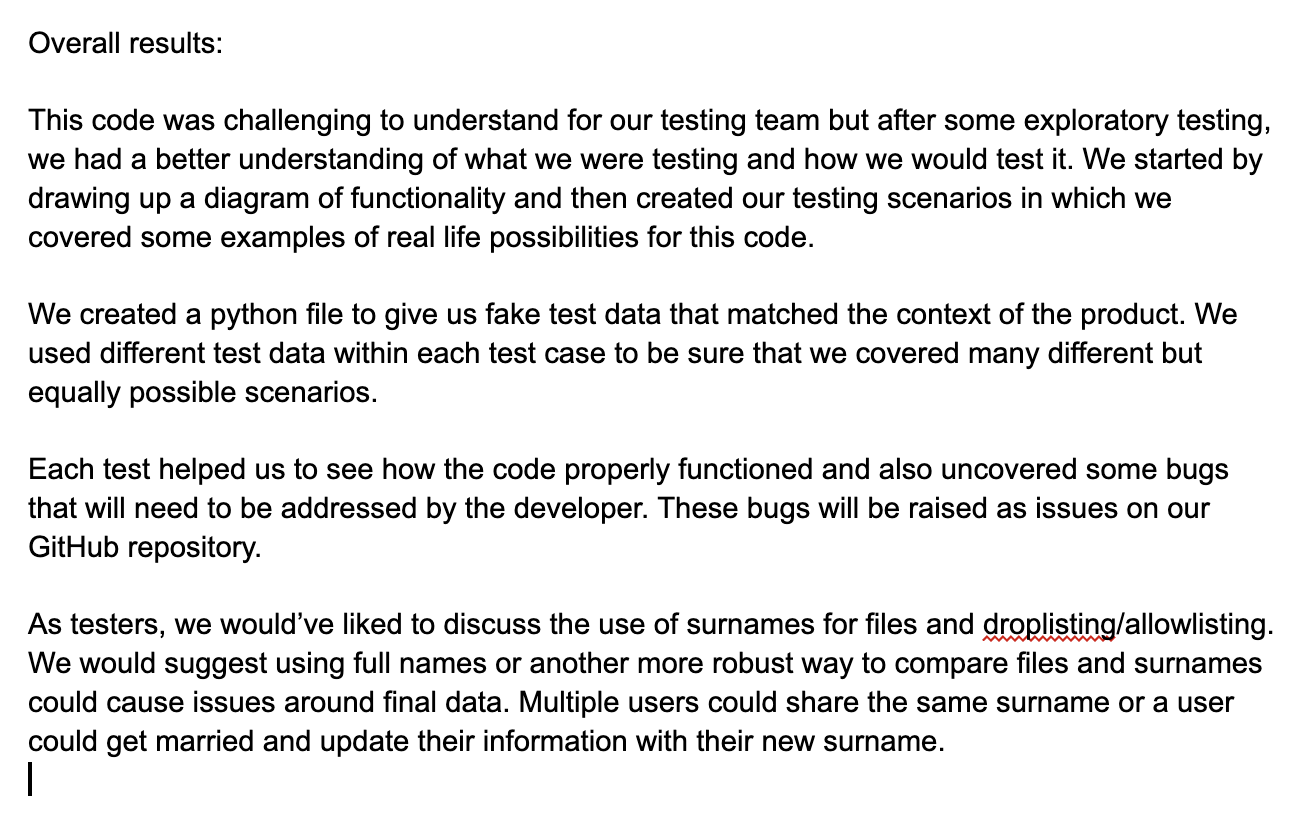 Overall results:
This code was challenging to understand for our testing team but after some exploratory testing,
we had a better understanding of what we were testing and how we would test it. We started by
drawing up a diagram of functionality and then created our testing scenarios in which we
covered some examples of real life possibilities for this code.
We created a python file to give us fake test data that matched the context of the product. We
used different test data within each test case to be sure that we covered many different but
equally possible scenarios.
Each test helped us to see how the code properly functioned and also uncovered some bugs
that will need to be addressed by the developer. These bugs will be raised as issues on our
GitHub repository.
As testers, we would’ve liked to discuss the use of surnames for files and droplisting/allowlisting.
We would suggest using full names or another more robust way to compare files and surnames
could cause issues around final data. Multiple users could share the same surname or a user
could get married and update their information with their new surname.